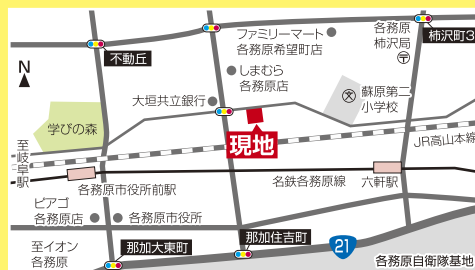 ファミリーマート
各務原希望町店
各務原
柿沢局
柿沢町3
不動丘
N
しまむら
各務原店
大垣共立銀行
蘇原第二
小学校
文
学びの森
現地
JR高山本線
至岐阜駅
名鉄各務原線
六軒駅
各務原市役所前駅
ピアゴ
各務原店
各務原市役所
至イオン
各務原
那加大東町
那加住吉町
21
各務原自衛隊基地